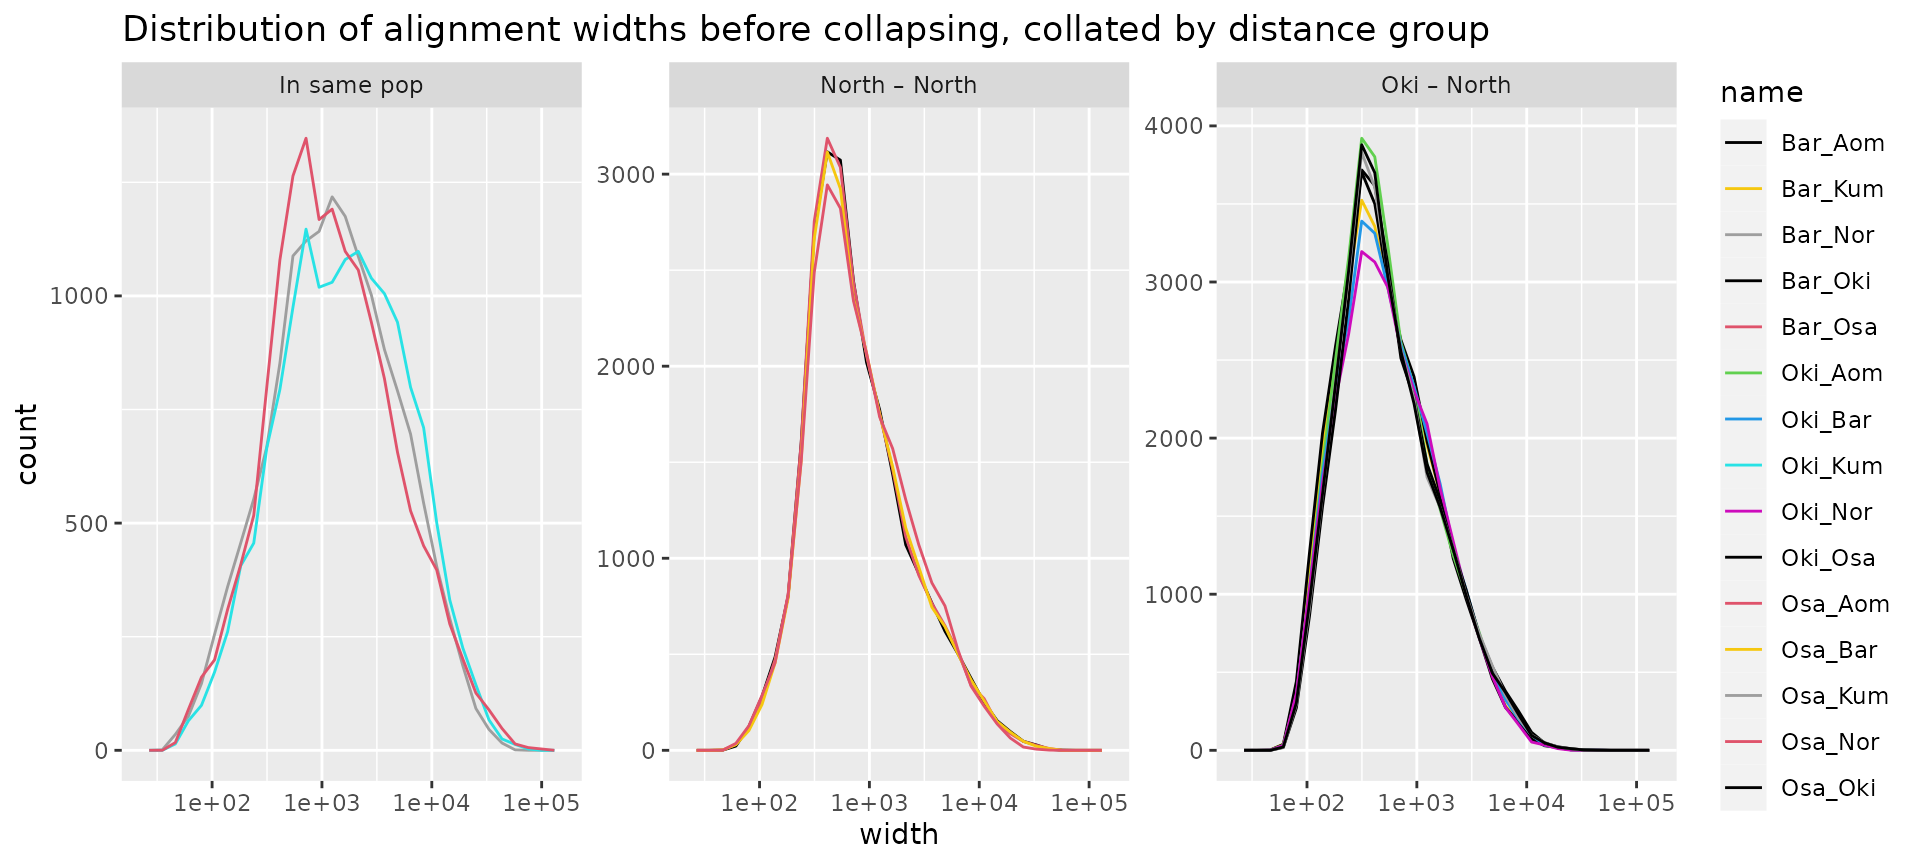 Distribution of alignment widths before collapsing, collated by distance group
In same pop
North – North
Oki – North
count
0
500
1000
0
1000
2000
3000
0
1000
2000
3000
4000
1e+02 1e+03 1e+04 1e+05
1e+02 1e+03 1e+04 1e+05
1e+02 1e+03 1e+04 1e+05
width
name
Bar_Aom
Bar_Kum
Bar_Nor
Bar_Oki
Bar_Osa
Oki_Aom
Oki_Bar
Oki_Kum
Oki_Nor
Oki_Osa
Osa_Aom
Osa_Bar
Osa_Kum
Osa_Nor
Osa_Oki